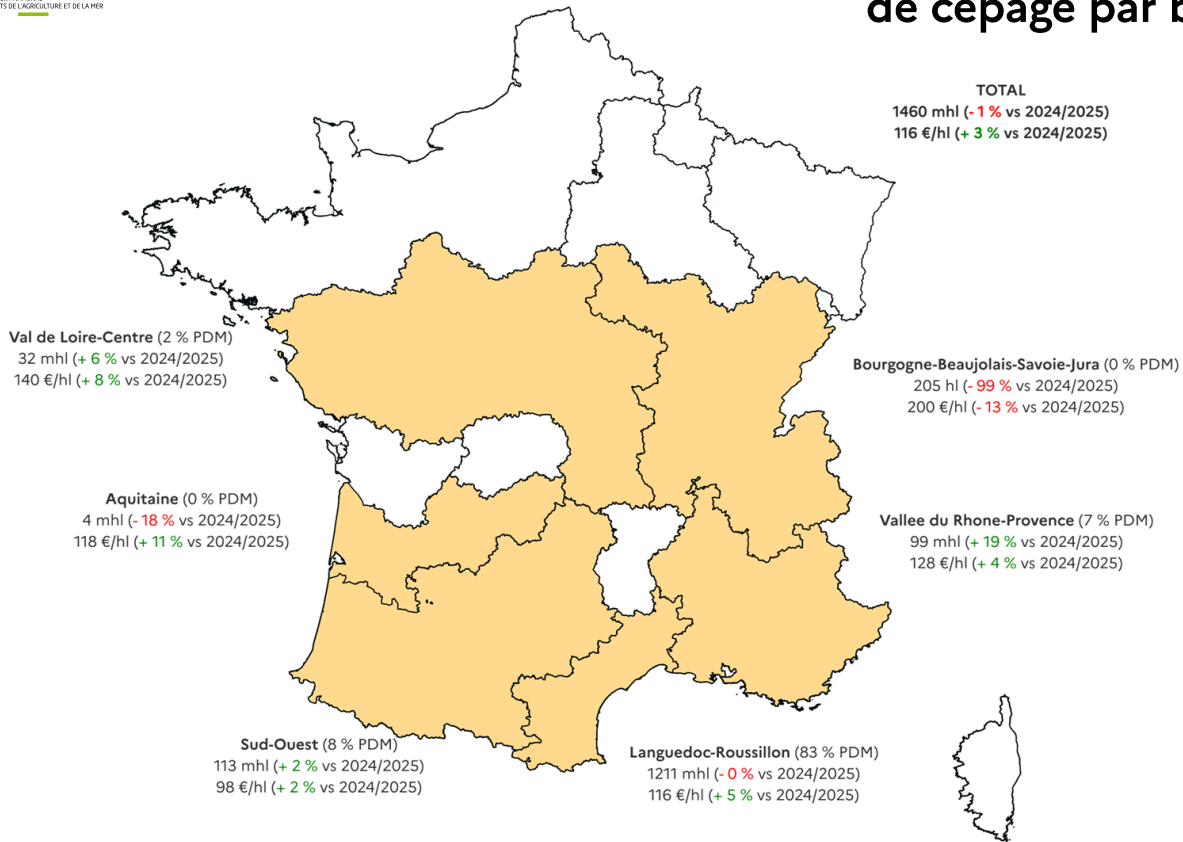 TS DE L'AGRICULTURE ET DE LA MER
de cépage par b
TOTAL
1460 mhl (- 1 % vs 2024/2025)
116 €/hl (+ 3 % vs 2024/2025)
Val de Loire-Centre (2 % PDM)
32 mhl (+ 6 % vs 2024/2025)
140 €/hl (+ 8 % vs 2024/2025)
Bourgogne-Beaujolais-Savoie-Jura (0 % PDM)
205 hl (- 99 % vs 2024/2025)
200 €/hl (- 13 % vs 2024/2025)
Aquitaine (0 % PDM)
4 mhl (- 18 % vs 2024/2025)
118 €/hl (+ 11 % vs 2024/2025)
Vallee du Rhone-Provence (7 % PDM)
99 mhl (+ 19 % vs 2024/2025)
128 €/hl (+ 4 % vs 2024/2025)
Sud-Ouest (8 % PDM)
113 mhl (+ 2 % vs 2024/2025)
98 €/hl (+ 2 % vs 2024/2025)
Languedoc-Roussillon (83 % PDM)
1211 mhl (- 0 % vs 2024/2025)
116 €/hl (+ 5 % vs 2024/2025)